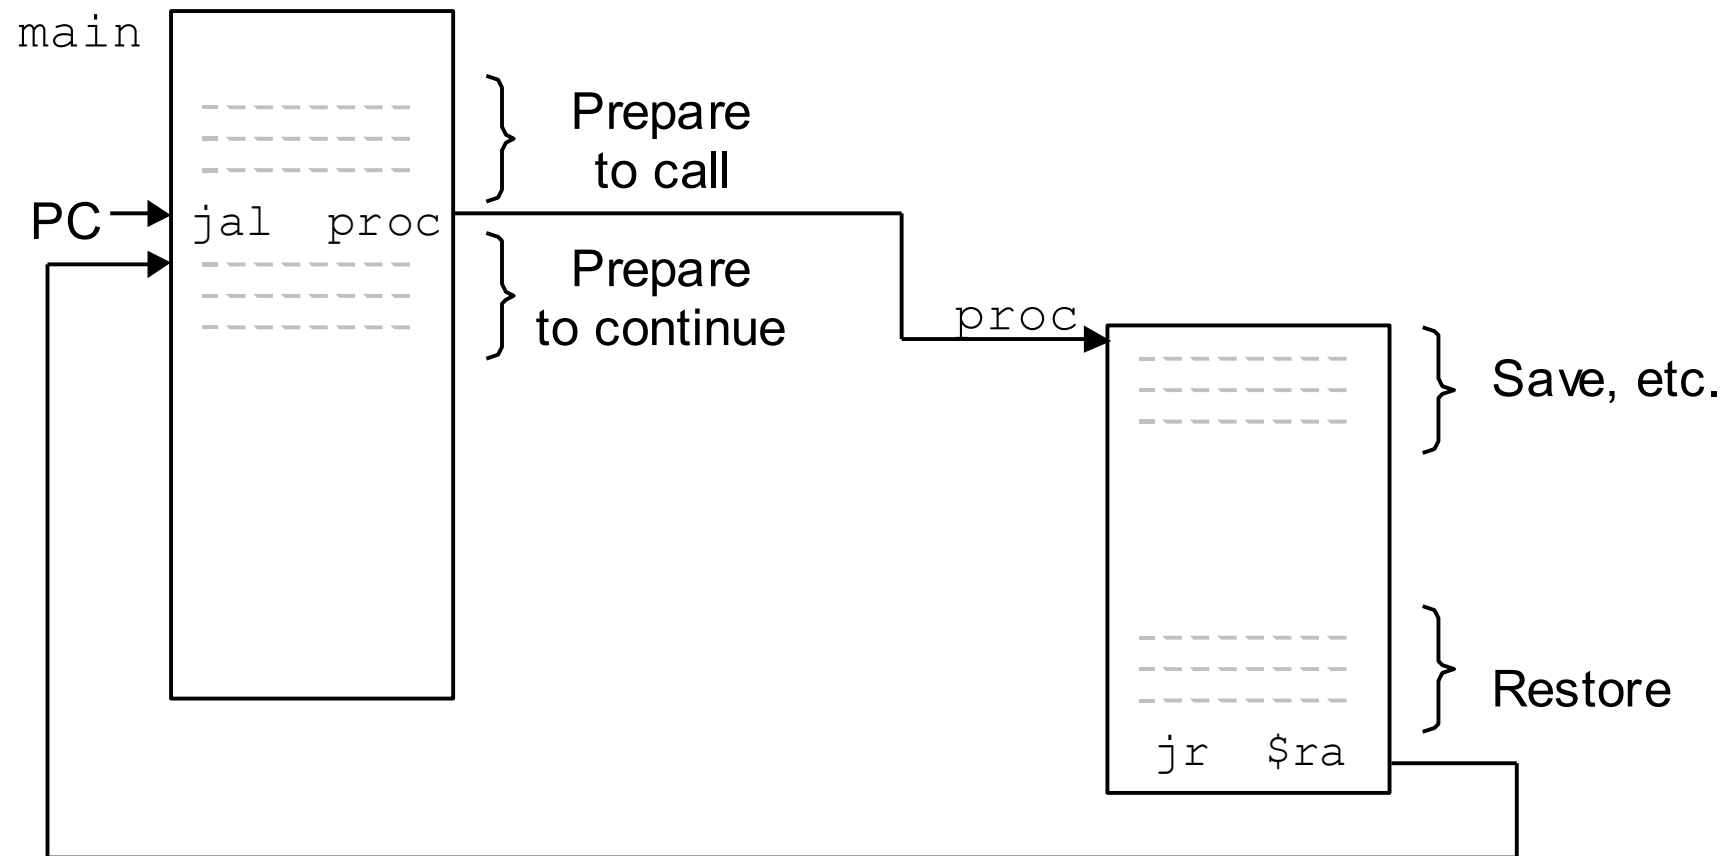 main
Prepare
to call
PC
jal proc
Prepare
to continue
proc
Save, etc.
Restore
jr $ra